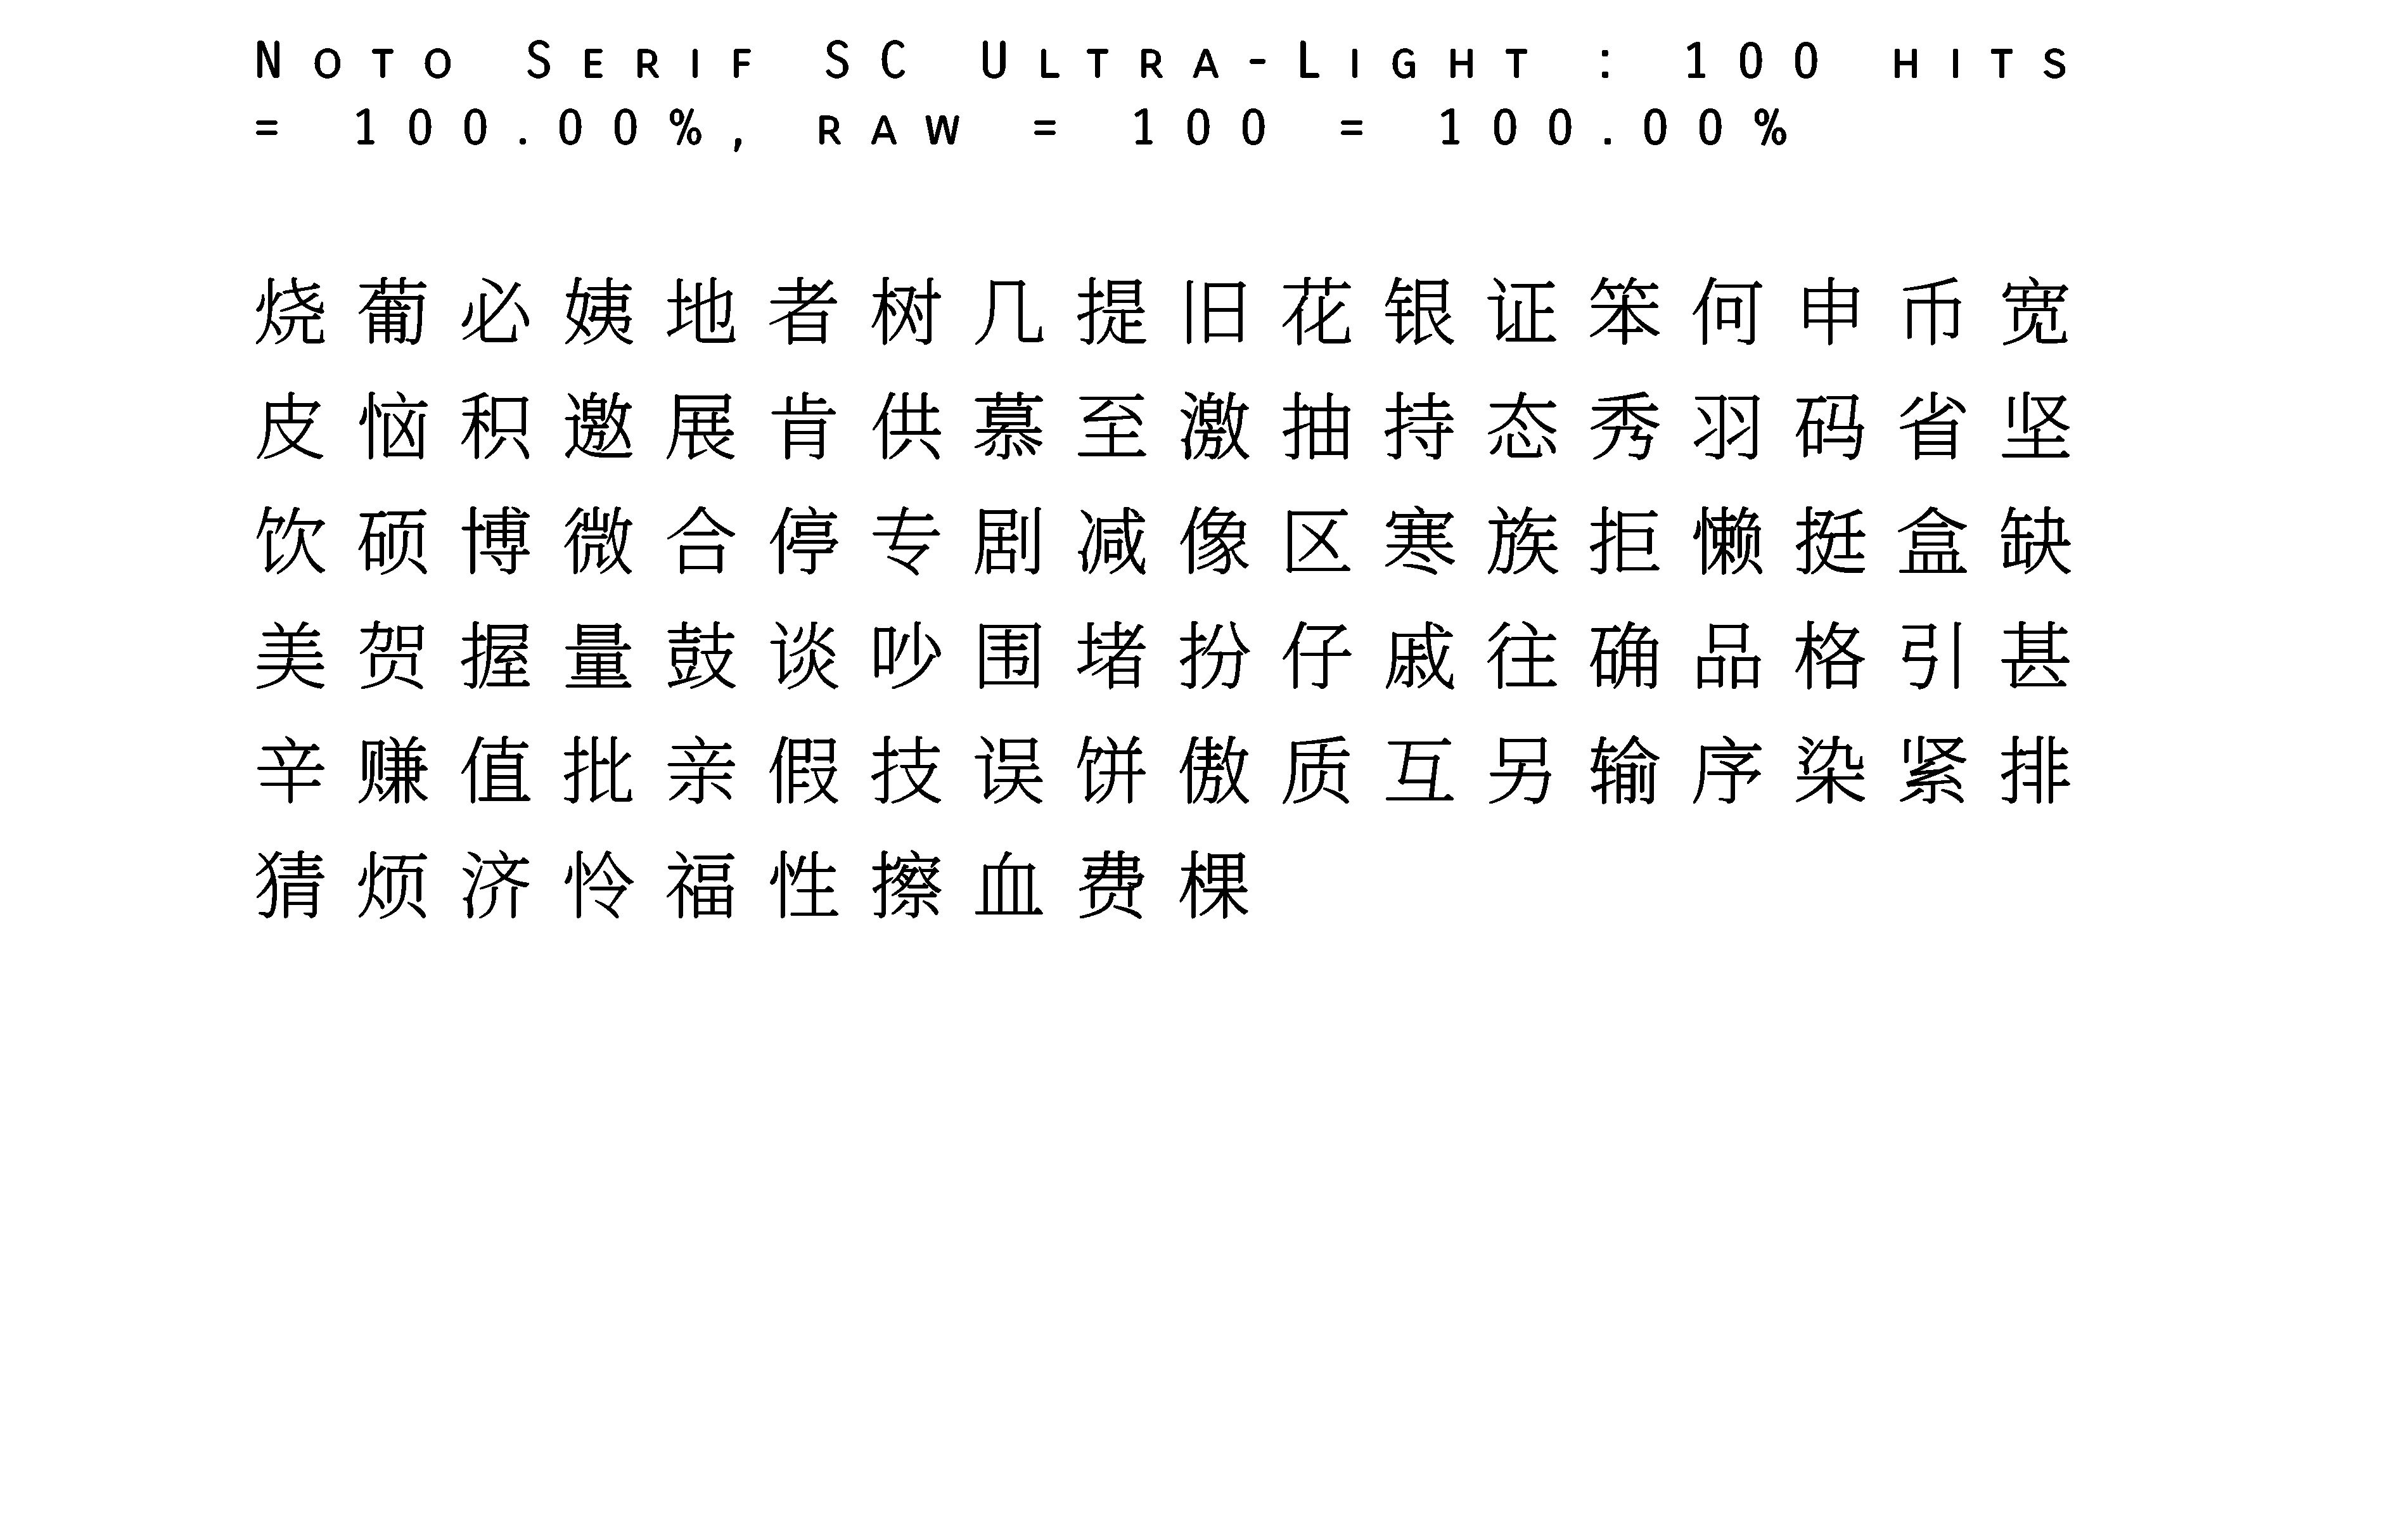 Noto Serif SC Ultra-Light : 100 hits
= 100.00%, raw = 100 = 100.00%
烧葡必姨地者树几提旧花银证笨何申币宽
皮恼积邀展肯供慕至激抽持态秀羽码省坚
饮硕博微合停专剧减像区寒族拒懒挺盒缺
美贺握量鼓谈吵围堵扮仔戚往确品格引甚
辛赚值批亲假技误饼傲质互另输序染紧排
猜烦济怜福性擦血费棵